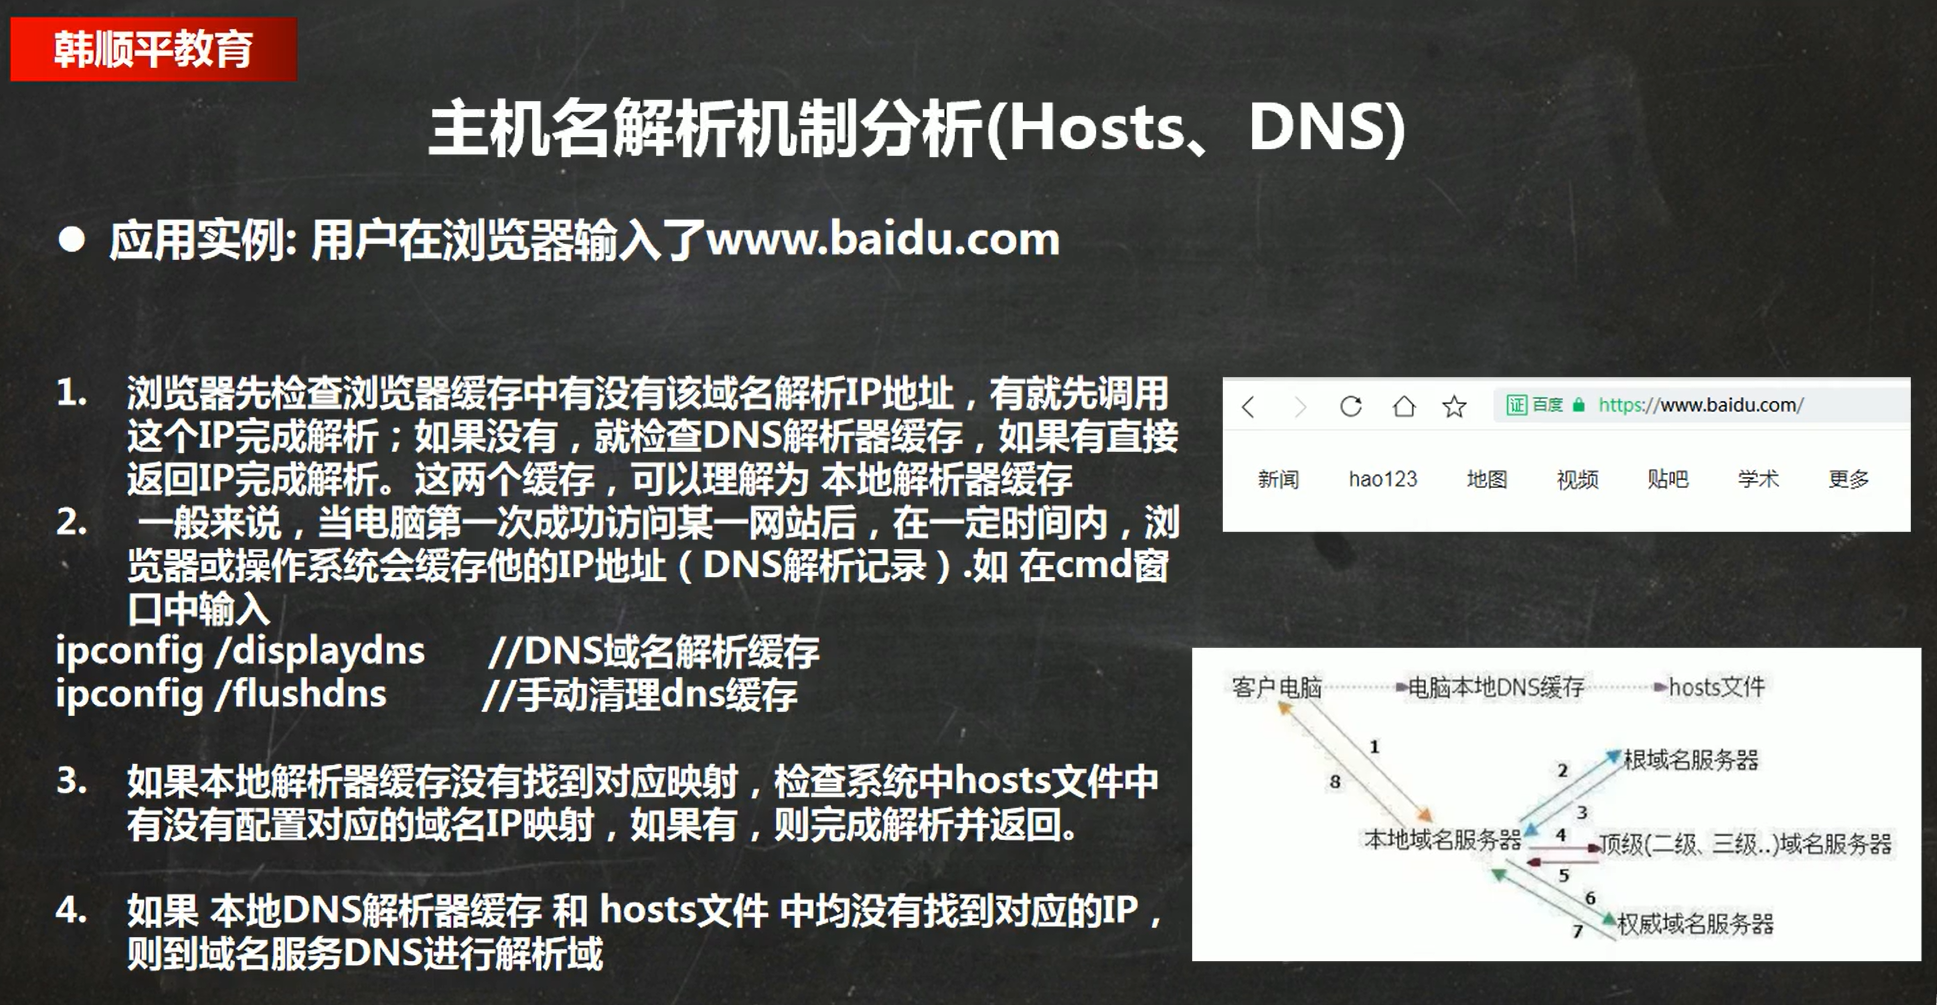 韩顺平教育
主机名解析机制分析(Hosts、DNS)
● 应用实例: 用户在浏览器输入了www.baidu.com
1. 浏览器先检查浏览器缓存中有没有该域名解析IP地址，有就先调用
这个IP完成解析；如果没有，就检查DNS解析器缓存，如果有直接
返回IP完成解析。这两个缓存，可以理解为 本地解析器缓存
2. 一般来说，当电脑第一次成功访问某一网站后，在一定时间内，浏
览器或操作系统会缓存他的IP地址（DNS解析记录）.如 在cmd窗
口中输入
ipconfig /displaydns //DNS域名解析缓存
ipconfig /flushdns //手动清理dns缓存
3. 如果本地解析器缓存没有找到对应映射，检查系统中hosts文件中
有没有配置对应的域名IP映射，如果有，则完成解析并返回。
4. 如果 本地DNS解析器缓存 和 hosts文件 中均没有找到对应的IP，
则到域名服务DNS进行解析域
证 百度 https://www.baidu.com/
新闻 hao123 地图 视频 贴吧 学术 更多
客户电脑 电脑本地DNS缓存 hosts文件
1
8
2
根域名服务器
3
本地域名服务器
4
顶级(二级、三级..)域名服务器
5
6
7
权威域名服务器